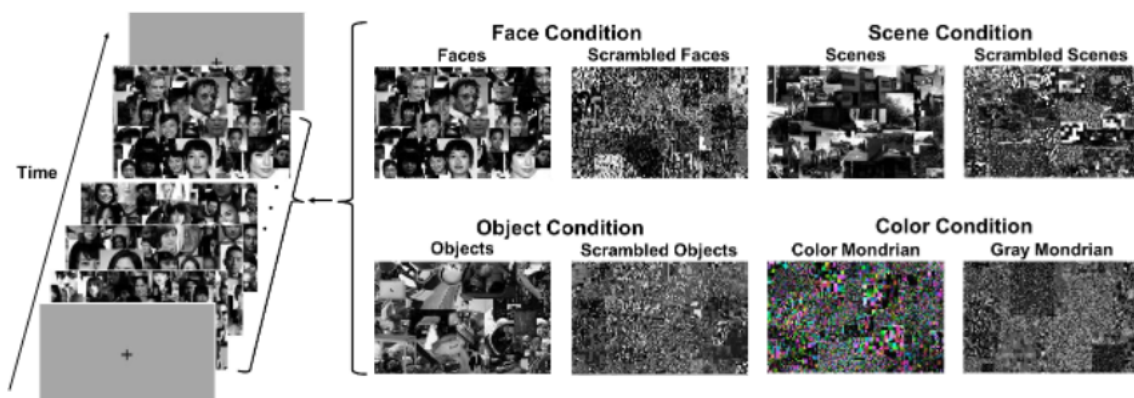 Time
Face Condition
Faces
Scrambled Faces
Scene Condition
Scenes
Scrambled Scenes
Object Condition
Objects
Scrambled Objects
Color Condition
Color Mondrian
Gray Mondrian